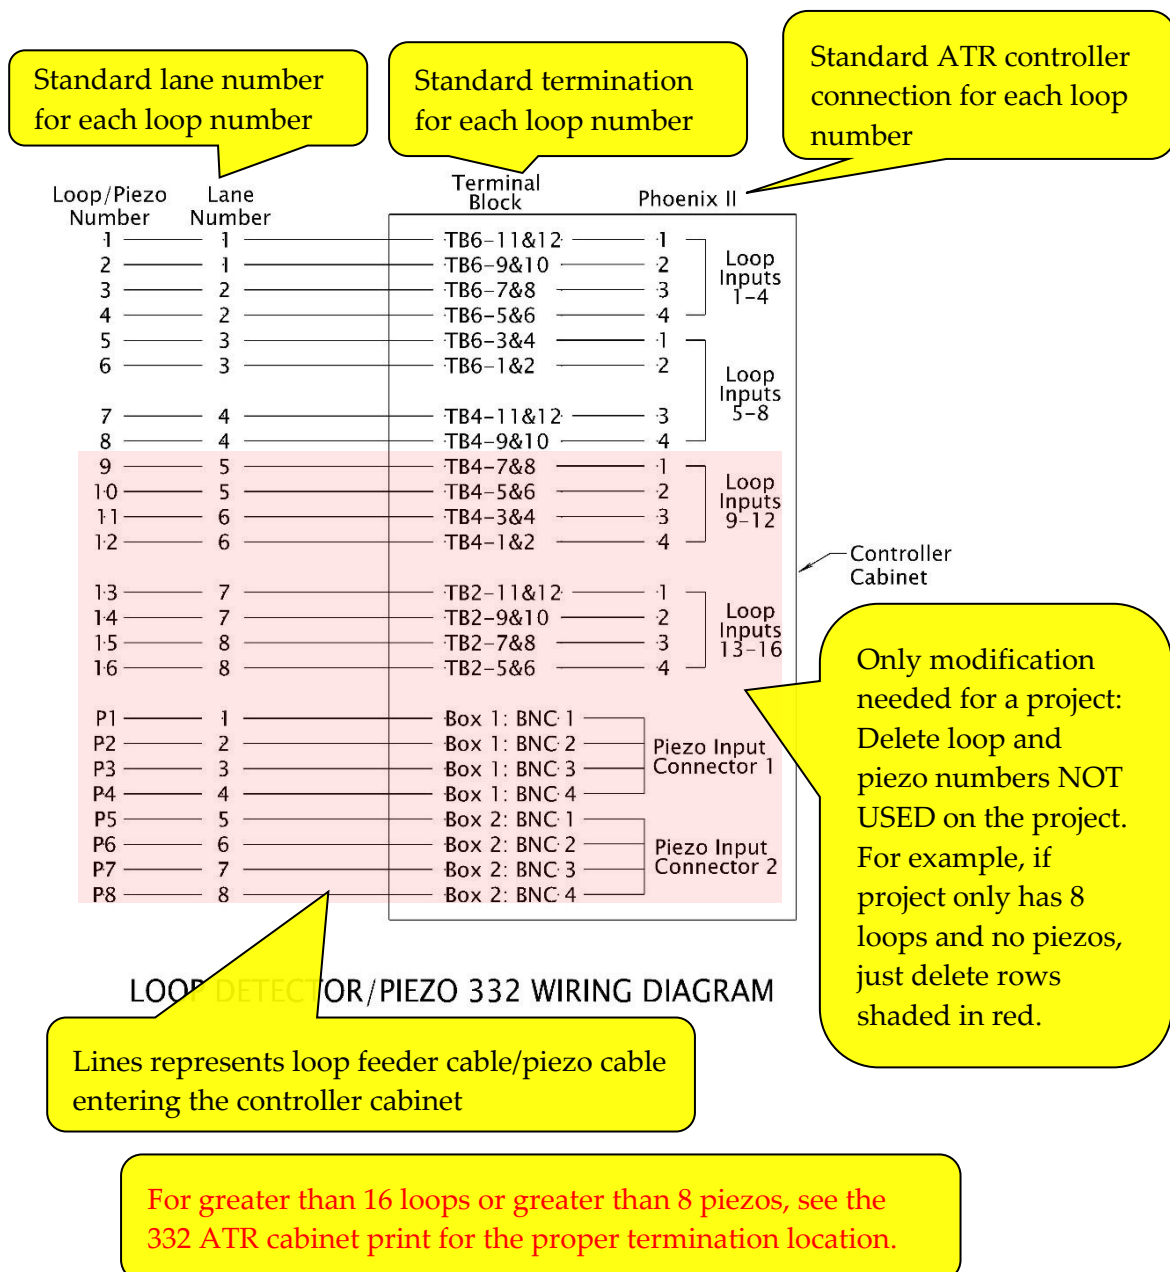 Standard lane number
for each loop number
Standard termination
for each loop number
Standard ATR controller
connection for each loop
number
Loop/Piezo
Number
Lane
Number
Terminal
Block
Phoenix II
1 1 TB6-11&12 1
2 1 TB6-9&10 2
3 2 TB6-7&8 3
4 2 TB6-5&6 4
Loop
Inputs
1-4
5 3 TB6-3&4 1
6 3 TB6-1&2 2
7 4 TB4-11&12 3
8 4 TB4-9&10 4
Loop
Inputs
5-8
9 5 TB4-7&8 1
10 5 TB4-5&6 2
11 6 TB4-3&4 3
12 6 TB4-1&2 4
Loop
Inputs
9-12
13 7 TB2-11&12 1
14 7 TB2-9&10 2
15 8 TB2-7&8 3
16 8 TB2-5&6 4
Loop
Inputs
13-16
P1 1 Box 1: BNC 1
P2 2 Box 1: BNC 2
P3 3 Box 1: BNC 3
P4 4 Box 1: BNC 4
Piezo Input
Connector 1
P5 5 Box 2: BNC 1
P6 6 Box 2: BNC 2
P7 7 Box 2: BNC 3
P8 8 Box 2: BNC 4
Piezo Input
Connector 2
Controller
Cabinet
Only modification
needed for a project:
Delete loop and
piezo numbers NOT
USED on the project.
For example, if
project only has 8
loops and no piezos,
just delete rows
shaded in red.
LOOP DETECTOR/PIEZO 332 WIRING DIAGRAM
Lines represents loop feeder cable/piezo cable
entering the controller cabinet
For greater than 16 loops or greater than 8 piezos, see the
332 ATR cabinet print for the proper termination location.